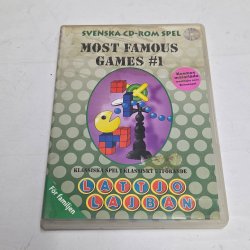 SVENSKA CD-ROM SPEL
MOST FAMOUS
GAMES #1
KLASSISKA SPEL I KLASSISKT UTFÖRANDE
För familjen
LATTJO
LAJBAN